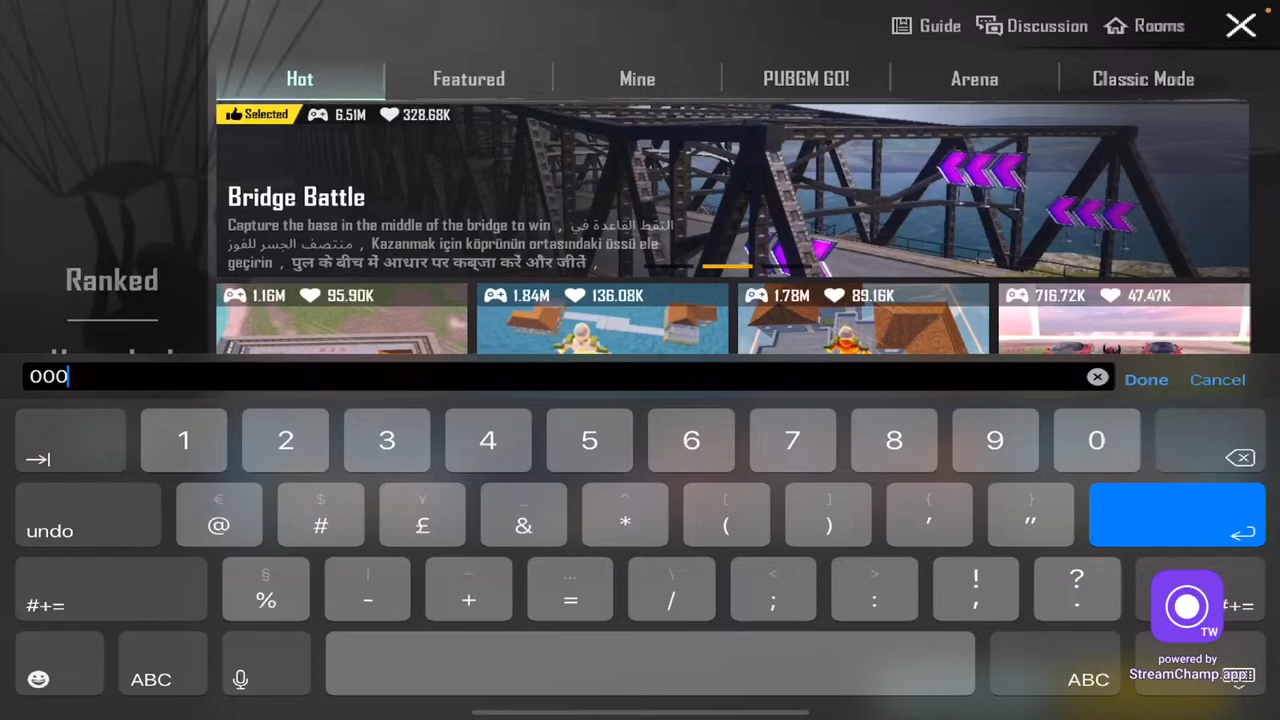 Guide Discussion Rooms
Hot Featured Mine PUBGM GO! Arena Classic Mode
Selected 6.51M 328.68K
Bridge Battle
Capture the base in the middle of the bridge to win , التقط القاعدة في
منتصف الجسر للفوز , Kazanmak için köprünün ortasındaki üssü ele
geçirin , पुल के बीच में आधार पर कब्जा करें और जीतें ,
Ranked
1.16M 95.90K 1.84M 136.08K 1.78M 89.16K 716.72K 47.47K
000 Done Cancel
1 2 3 4 5 6 7 8 9 0
€ $ ¥ _ ^ [ ] { }
undo @ # £ & * ( ) ' "
§ | ~ … \ < > ! ?
#+= % - + = / ; : , .
#+=
TW
powered by
StreamChamp.app
ABC ABC